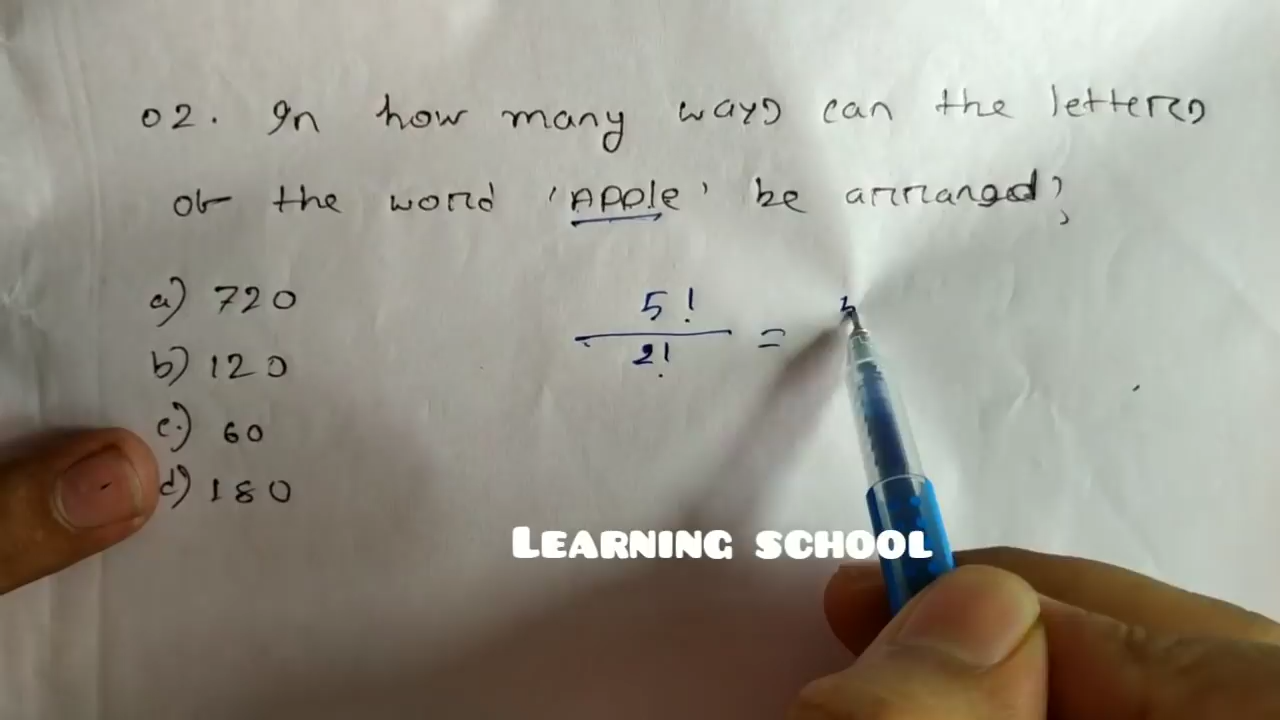 02. In how many ways can the letters
of the word 'APPle' be arranged?
a) 720
b) 120
c) 60
d) 180
5!
2!
=
LEARNING SCHOOL